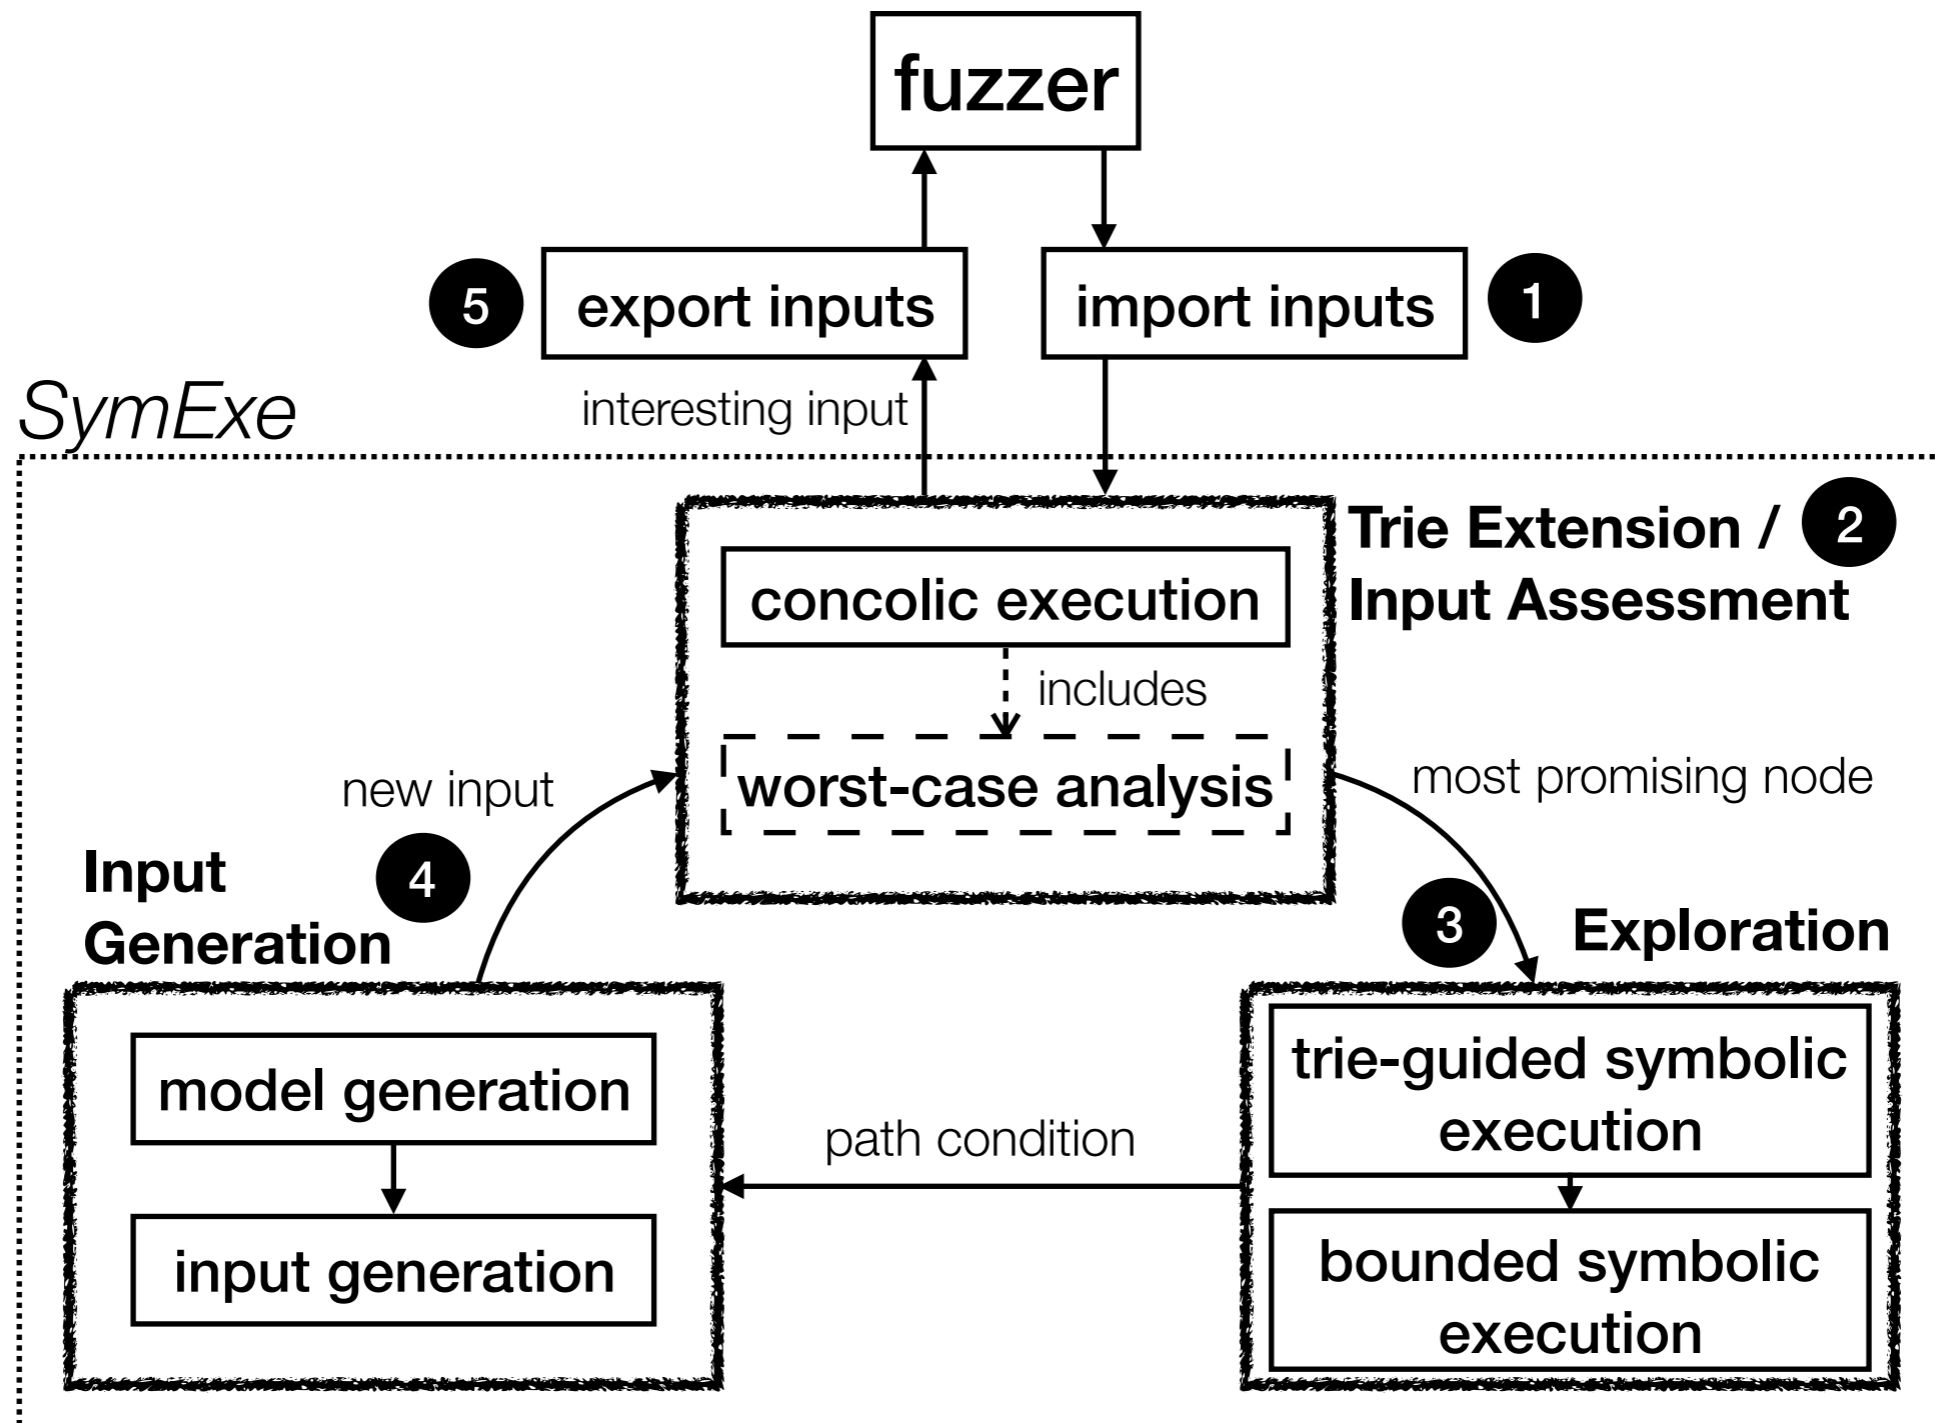 fuzzer
5
export inputs
import inputs
1
SymExe
interesting input
Trie Extension /
2
Input Assessment
concolic execution
includes
worst-case analysis
new input
most promising node
Input
Generation
4
3
Exploration
model generation
input generation
path condition
trie-guided symbolic
execution
bounded symbolic
execution